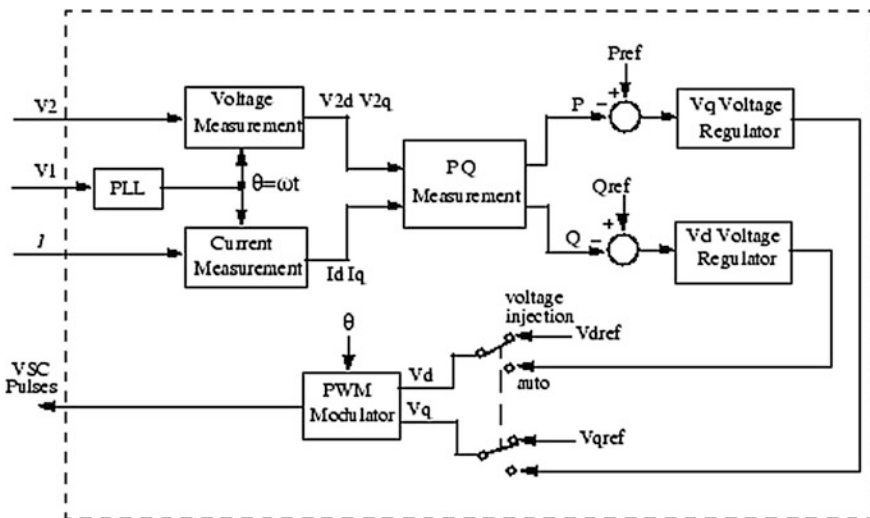 V2
Voltage
Measurement
V2d V2q
V1
PLL
θ=ωt
I
Current
Measurement
Id Iq
PQ
Measurement
P
Pref
+
−
Vq Voltage
Regulator
Q
Qref
+
−
Vd Voltage
Regulator
voltage
injection
Vdref
auto
Vqref
θ
Vd
PWM
Modulator
Vq
VSC
Pulses